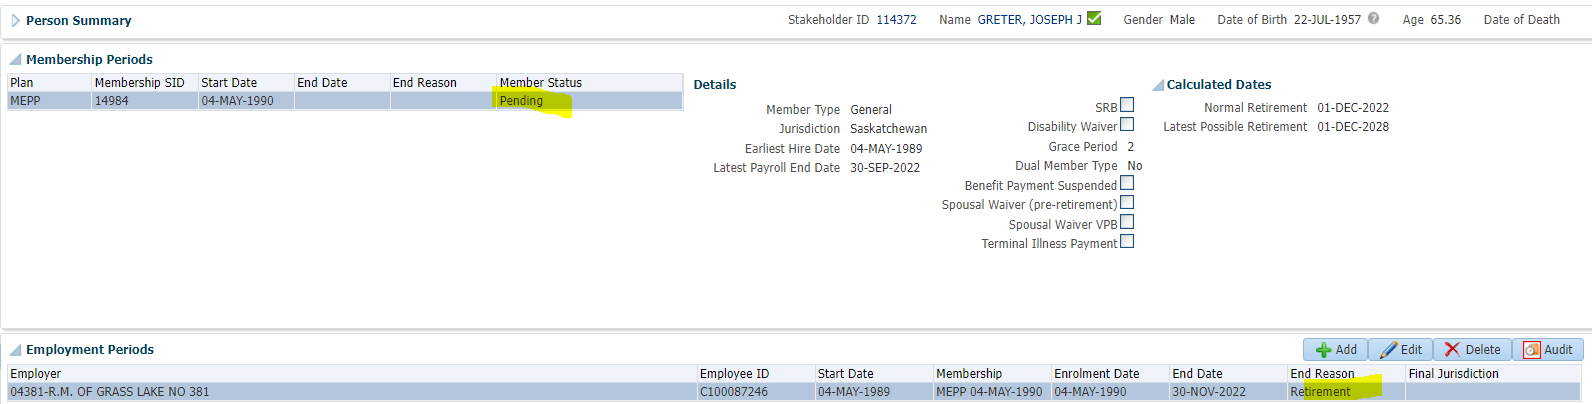 Person Summary Stakeholder ID 114372 Name GRETER, JOSEPH J Gender Male Date of Birth 22-JUL-1957 Age 65.36 Date of Death
Membership Periods
Plan Membership SID Start Date End Date End Reason Member Status
MEPP 14984 04-MAY-1990 Pending
Details
Member Type General
Jurisdiction Saskatchewan
Earliest Hire Date 04-MAY-1989
Latest Payroll End Date 30-SEP-2022
SRB
Disability Waiver
Grace Period 2
Dual Member Type No
Benefit Payment Suspended
Spousal Waiver (pre-retirement)
Spousal Waiver VPB
Terminal Illness Payment
Calculated Dates
Normal Retirement 01-DEC-2022
Latest Possible Retirement 01-DEC-2028
Employment Periods Add Edit Delete Audit
Employer Employee ID Start Date Membership Enrolment Date End Date End Reason Final Jurisdiction
04381-R.M. OF GRASS LAKE NO 381 C100087246 04-MAY-1989 MEPP 04-MAY-1990 04-MAY-1990 30-NOV-2022 Retirement